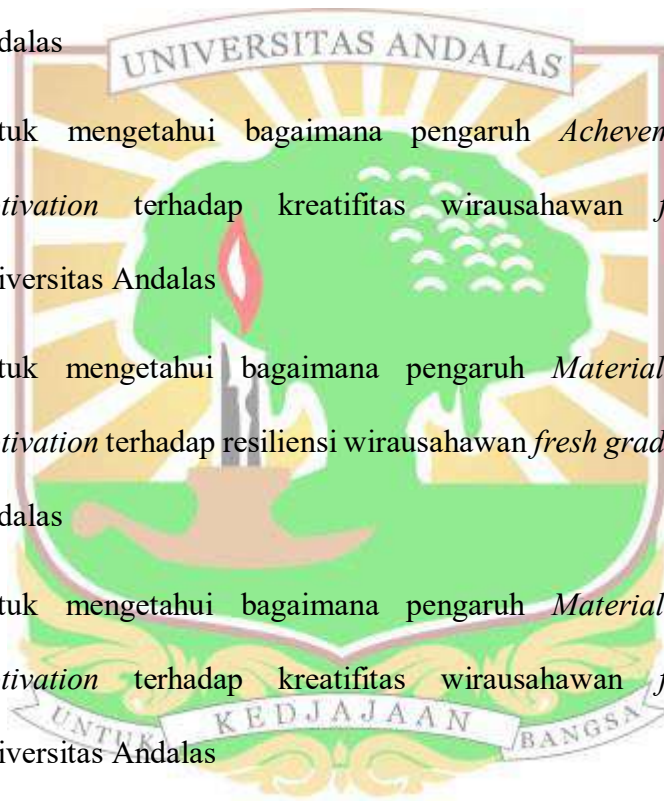 dalas
UNIVERSITAS ANDALAS
tuk mengetahui bagaimana pengaruh Achevem
tivation terhadap kreatifitas wirausahawan f
iversitas Andalas
tuk mengetahui bagaimana pengaruh Material
tivation terhadap resiliensi wirausahawan fresh grad
dalas
tuk mengetahui bagaimana pengaruh Material
tivation terhadap kreatifitas wirausahawan f
UNTUK KEDJAJAAN BANGSA
iversitas Andalas